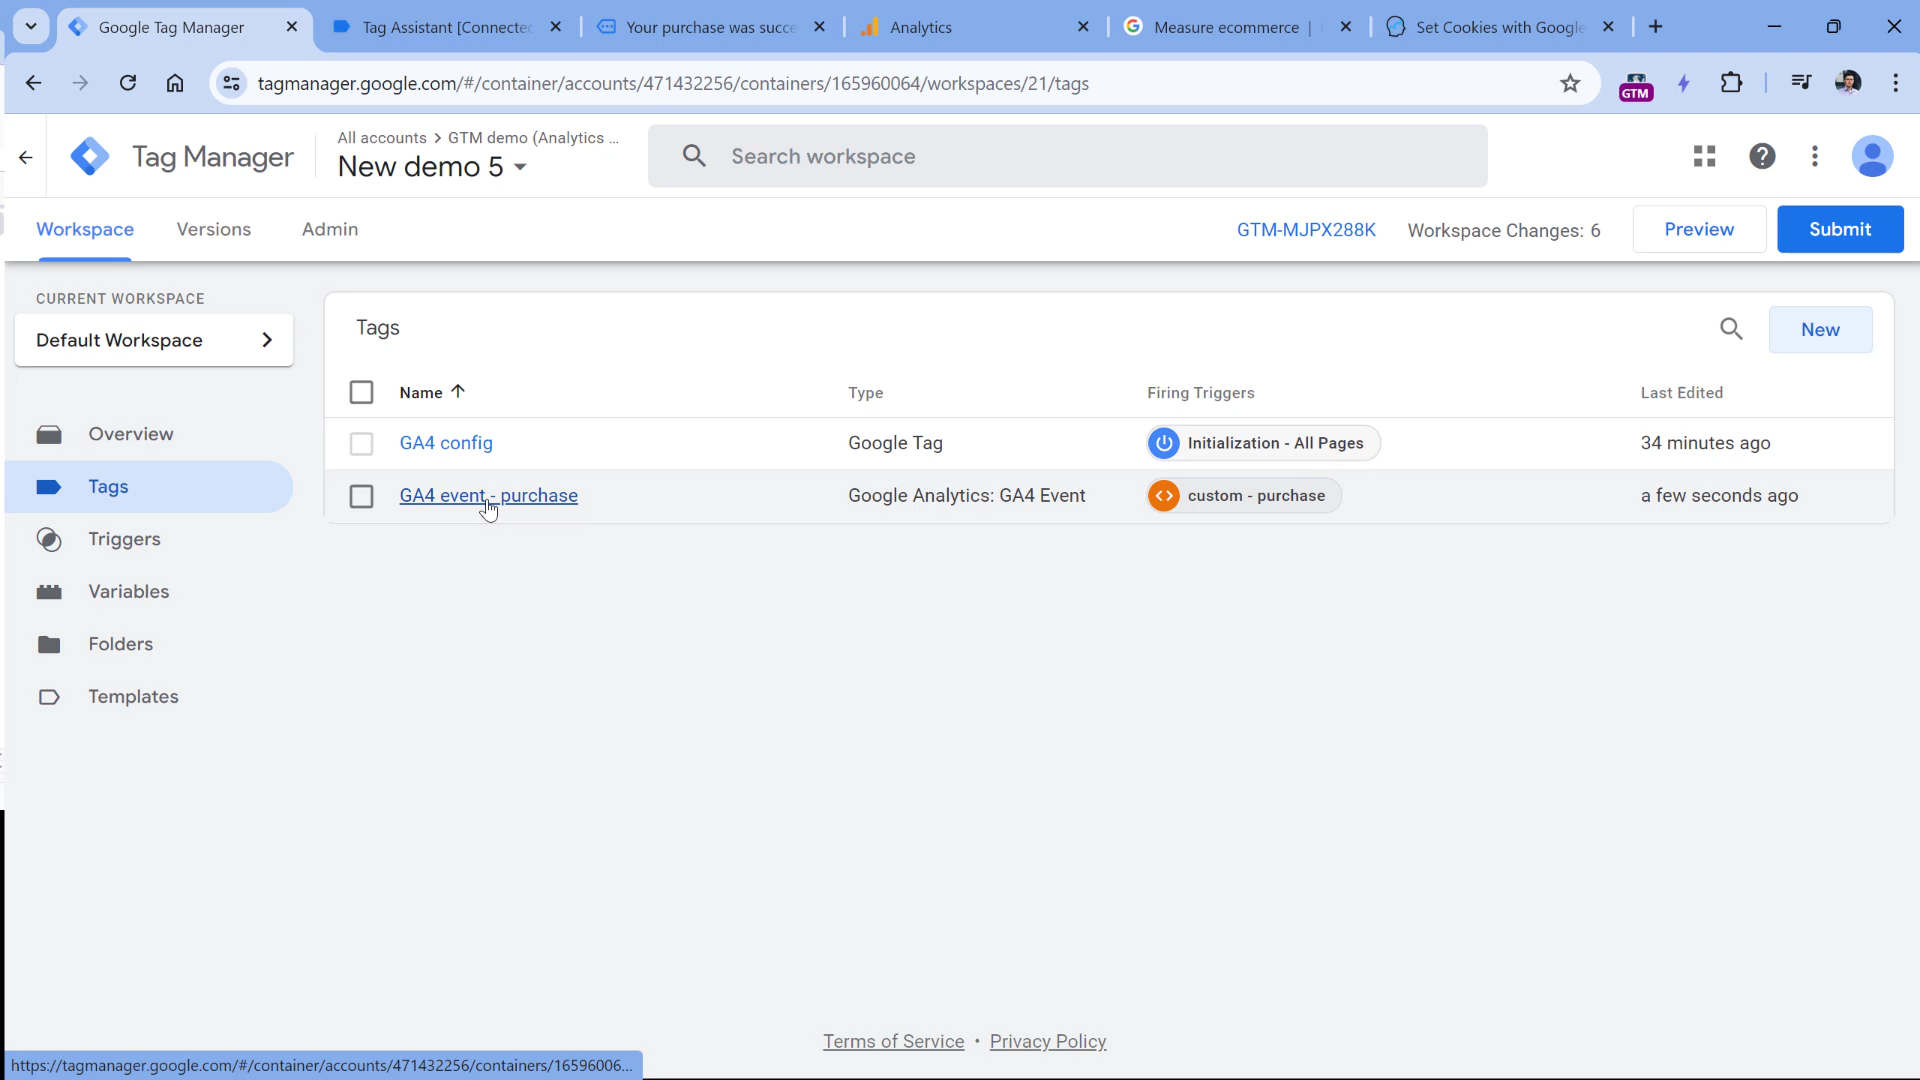 Google Tag Manager
Tag Assistant [Connected
Your purchase was succe
Analytics
Measure ecommerce |
Set Cookies with Google
tagmanager.google.com/#/container/accounts/471432256/containers/165960064/workspaces/21/tags
GTM
Tag Manager
All accounts > GTM demo (Analytics ...
New demo 5
Search workspace
Workspace
Versions
Admin
GTM-MJPX288K
Workspace Changes: 6
Preview
Submit
CURRENT WORKSPACE
Default Workspace
Overview
Tags
Triggers
Variables
Folders
Templates
Tags
New
Name
Type
Firing Triggers
Last Edited
GA4 config
Google Tag
Initialization - All Pages
34 minutes ago
GA4 event - purchase
Google Analytics: GA4 Event
custom - purchase
a few seconds ago
Terms of Service • Privacy Policy
https://tagmanager.google.com/#/container/accounts/471432256/containers/16596006...